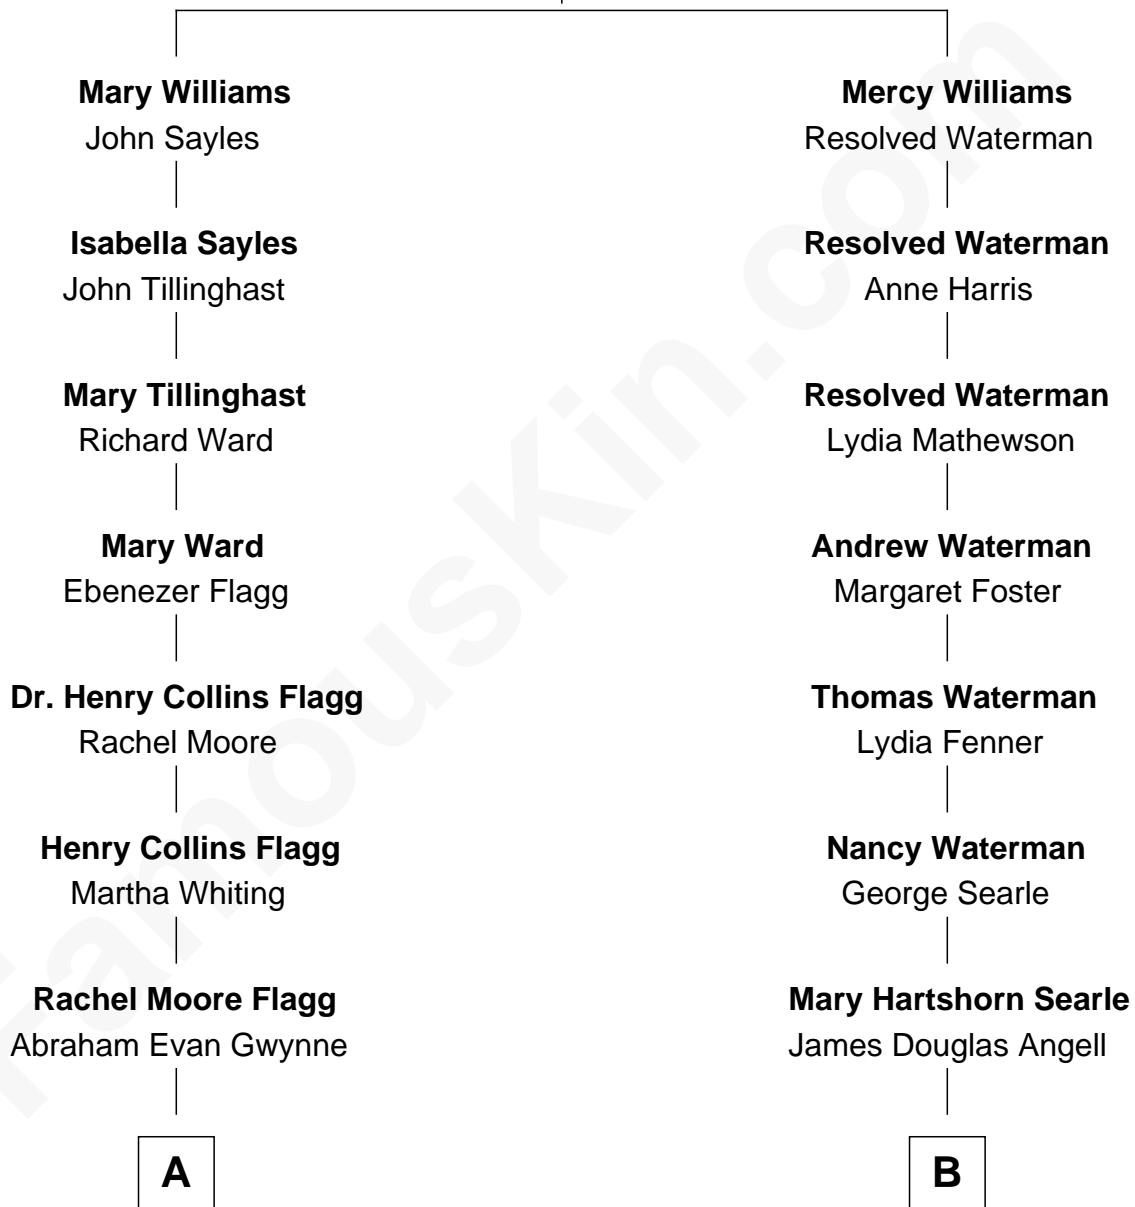 Mary Williams
John Sayles
Mercy Williams
Resolved Waterman
Isabella Sayles
John Tillinghast
Resolved Waterman
Anne Harris
Mary Tillinghast
Richard Ward
Resolved Waterman
Lydia Mathewson
Mary Ward
Ebenezer Flagg
Andrew Waterman
Margaret Foster
Dr. Henry Collins Flagg
Rachel Moore
Thomas Waterman
Lydia Fenner
Henry Collins Flagg
Martha Whiting
Nancy Waterman
George Searle
Rachel Moore Flagg
Abraham Evan Gwynne
Mary Hartshorn Searle
James Douglas Angell
A
B
FamousKin.com